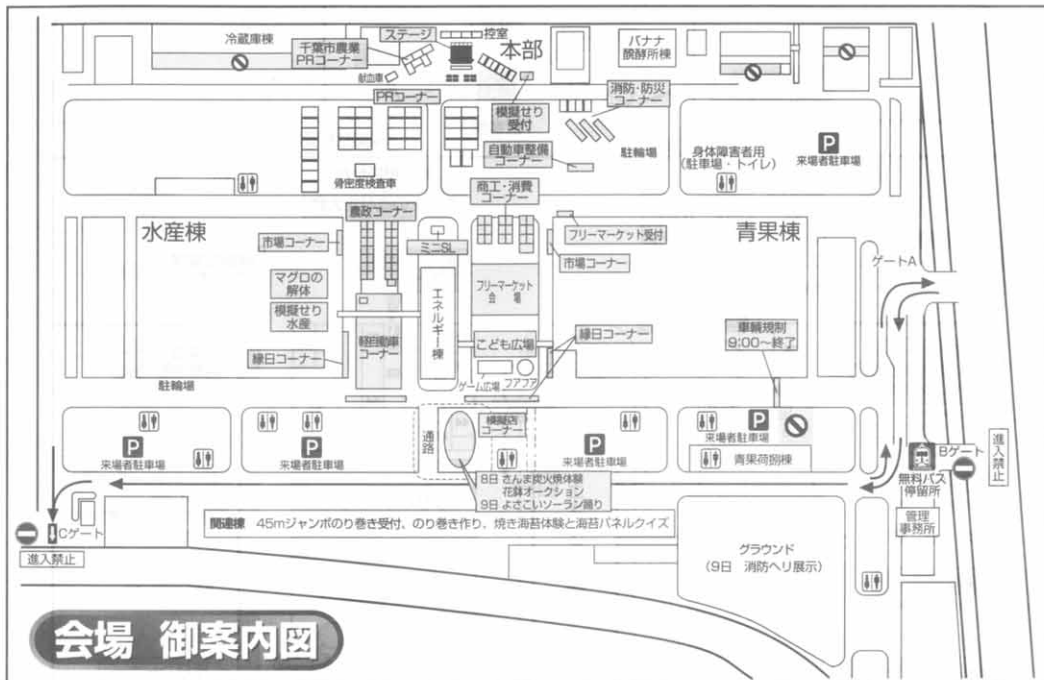 冷蔵庫棟
千葉市農業
PRコーナー
ステージ
控室
本部
献血車
PRコーナー
模擬せり
受付
バナナ
醗酵所棟
消防・防災
コーナー
自動車整備
コーナー
駐輪場
身体障害者用
(駐車場・トイレ)
P
来場者駐車場
骨密度検査車
商工・消費
コーナー
農政コーナー
水産棟
市場コーナー
ミニSL
フリーマーケット受付
市場コーナー
青果棟
ゲートA
マグロの
解体
模擬せり
水産
エネルギー棟
フリーマーケット
会場
軽自動車
コーナー
こども広場
縁日コーナー
縁日コーナー
車輌規制
9:00〜終了
ゲーム広場
フアフア
駐輪場
P
来場者駐車場
P
来場者駐車場
通路
模擬店
コーナー
P
来場者駐車場
P
来場者駐車場
青果荷捌棟
Bゲート
進入禁止
無料バス
停留所
管理
事務所
8日 さんま炭火焼体験
花鉢オークション
9日 よさこいソーラン踊り
関連棟 45mジャンボのり巻き受付、のり巻き作り、焼き海苔体験と海苔パネルクイズ
Cゲート
進入禁止
グラウンド
(9日 消防ヘリ展示)
会場 御案内図